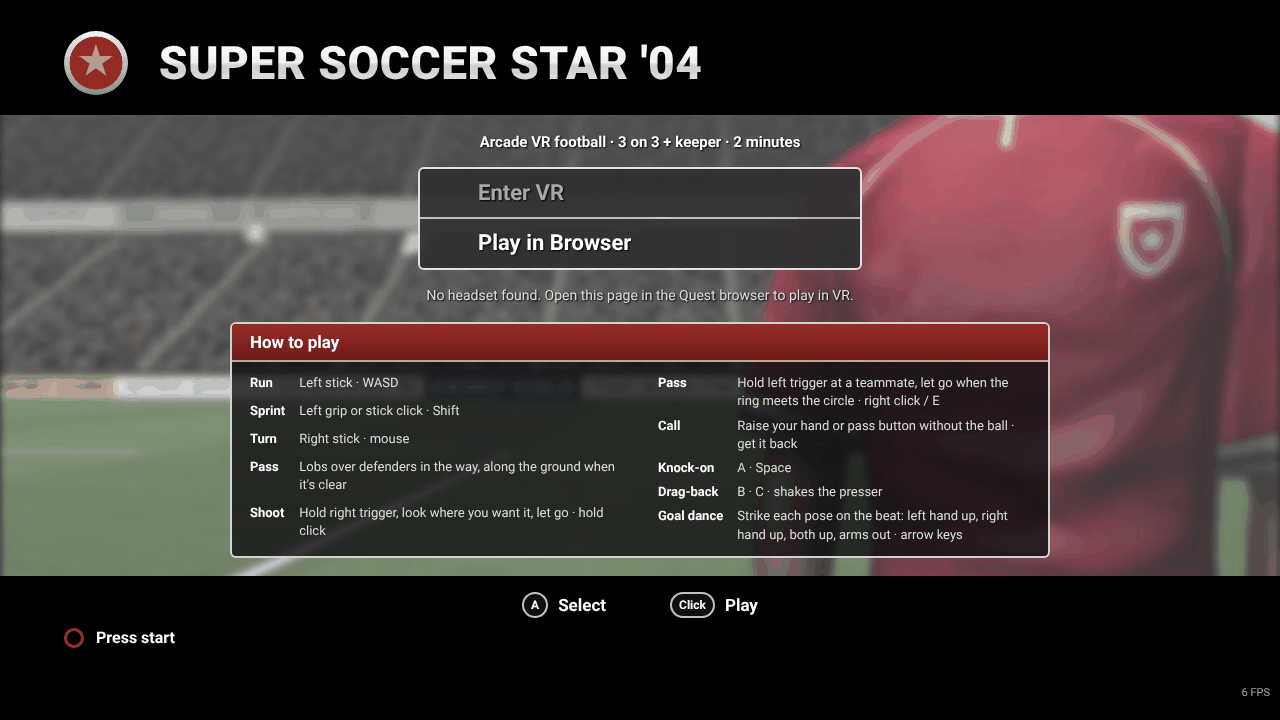 SUPER SOCCER STAR '04
Arcade VR football · 3 on 3 + keeper · 2 minutes
Enter VR
Play in Browser
No headset found. Open this page in the Quest browser to play in VR.
How to play
Run Left stick · WASD
Sprint Left grip or stick click · Shift
Turn Right stick · mouse
Pass Lobs over defenders in the way, along the ground when
it's clear
Shoot Hold right trigger, look where you want it, let go · hold
click
Pass Hold left trigger at a teammate, let go when the
ring meets the circle · right click / E
Call Raise your hand or pass button without the ball ·
get it back
Knock-on A · Space
Drag-back B · C · shakes the presser
Goal dance Strike each pose on the beat: left hand up, right
hand up, both up, arms out · arrow keys
A Select
Click Play
Press start
6 FPS